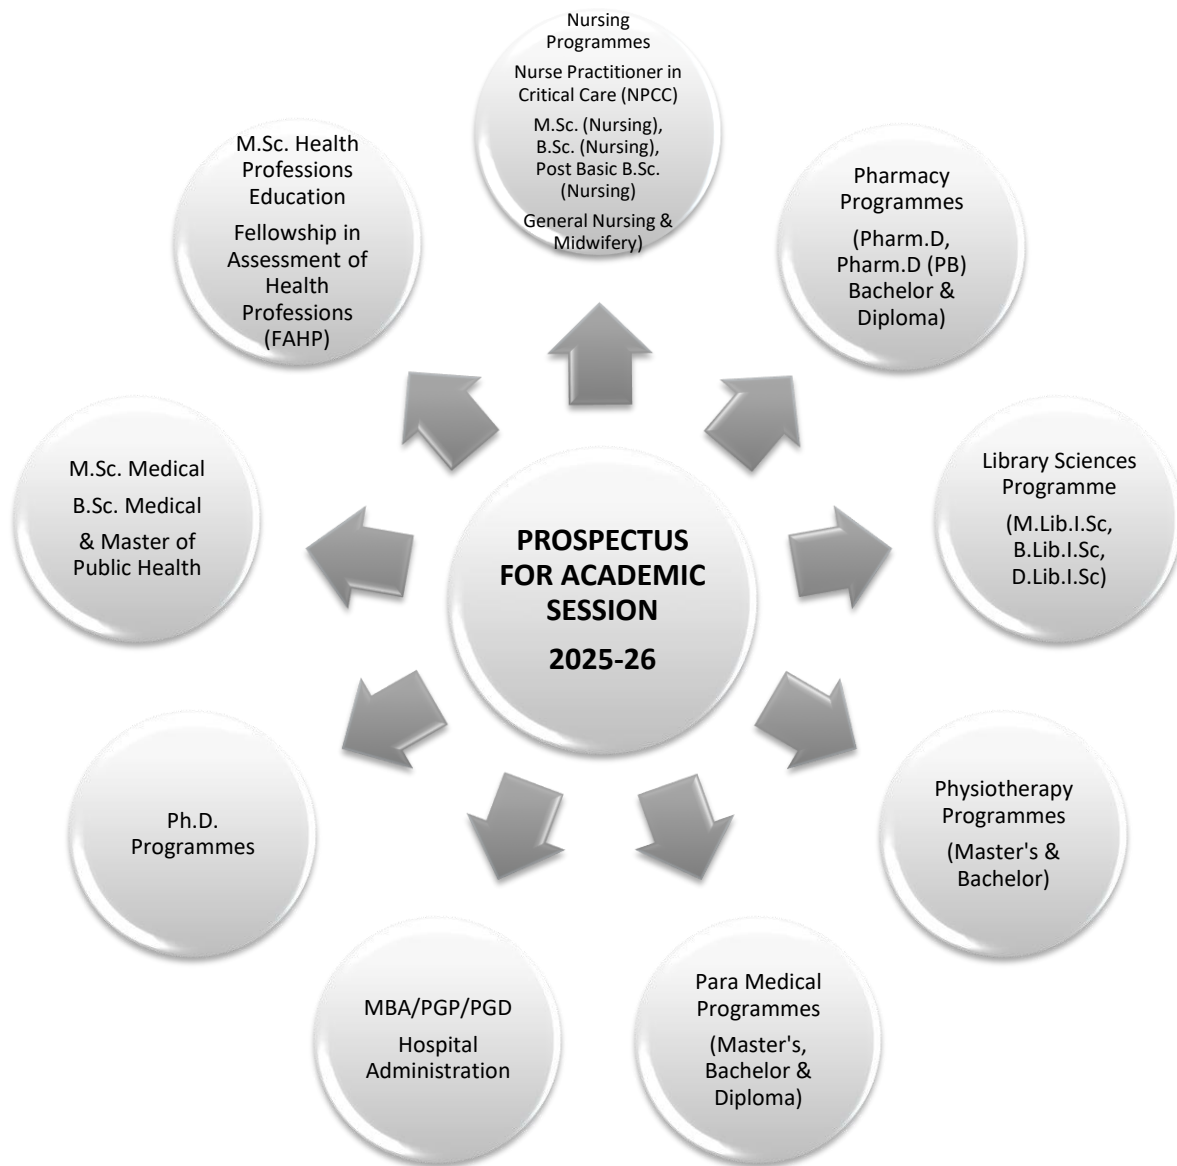 Nursing
Programmes
Nurse Practitioner in
Critical Care (NPCC)
M.Sc. (Nursing),
B.Sc. (Nursing),
Post Basic B.Sc.
(Nursing)
General Nursing &
Midwifery)
Pharmacy
Programmes
(Pharm.D,
Pharm.D (PB)
Bachelor &
Diploma)
Library Sciences
Programme
(M.Lib.I.Sc,
B.Lib.I.Sc,
D.Lib.I.Sc)
Physiotherapy
Programmes
(Master's &
Bachelor)
Para Medical
Programmes
(Master's,
Bachelor &
Diploma)
MBA/PGP/PGD
Hospital
Administration
Ph.D.
Programmes
M.Sc. Medical
B.Sc. Medical
& Master of
Public Health
M.Sc. Health
Professions
Education
Fellowship in
Assessment of
Health
Professions
(FAHP)
PROSPECTUS
FOR ACADEMIC
SESSION
2025-26